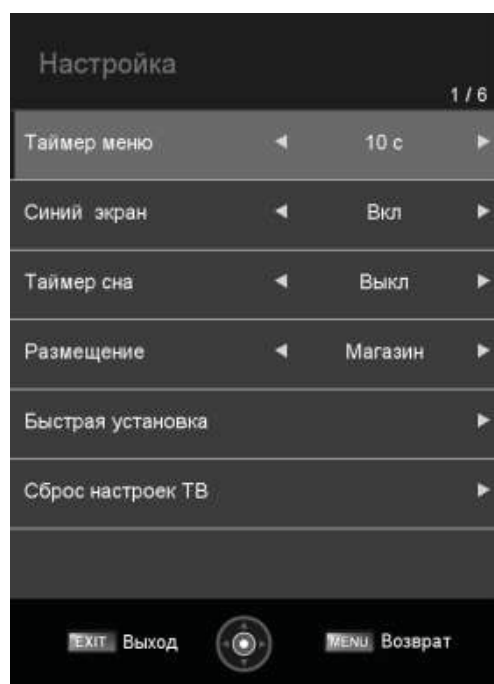 Настройка
1 / 6
Таймер меню 10 с
Синий экран Вкл
Таймер сна Выкл
Размещение Магазин
Быстрая установка
Сброс настроек ТВ
EXIT Выход MENU Возврат